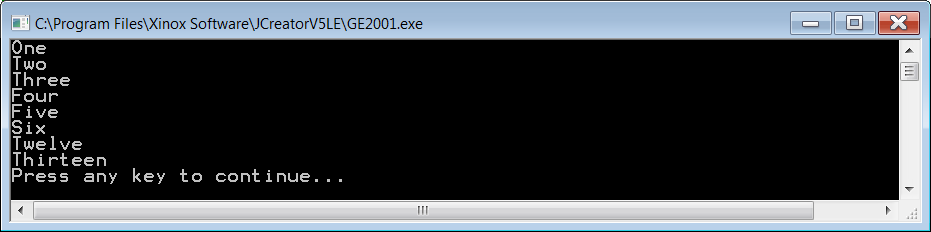 C:\Program Files\Xinox Software\JCreatorV5LE\GE2001.exe
One
Two
Three
Four
Five
Six
Twelve
Thirteen
Press any key to continue...